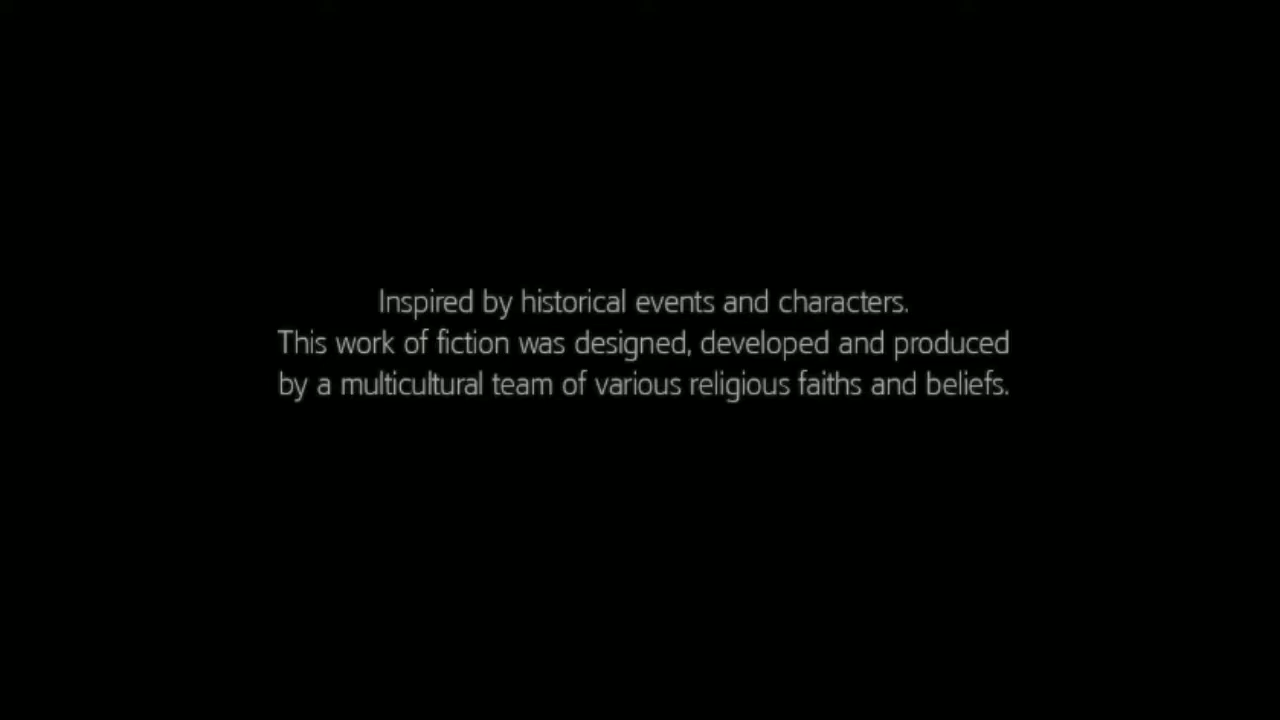 Inspired by historical events and characters.
This work of fiction was designed, developed and produced
by a multicultural team of various religious faiths and beliefs.